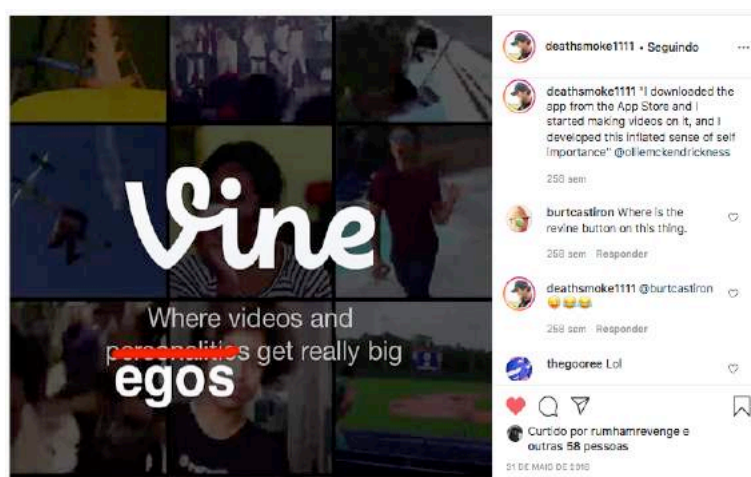 Vine
Where videos and
personalities get really big
egos
deathsmoke1111 • Seguindo
deathsmoke1111 "I downloaded the
app from the App Store and I
started making videos on it, and I
developed this inflated sense of self
importance" @olliemckendrickness
258 sem
burtcastiron Where is the
revine button on this thing.
258 sem Responder
deathsmoke1111 @burtcastiron
😜😂😂
258 sem Responder
thegooree Lol
Curtido por rumhamrevenge e
outras 58 pessoas
31 DE MAIO DE 2016